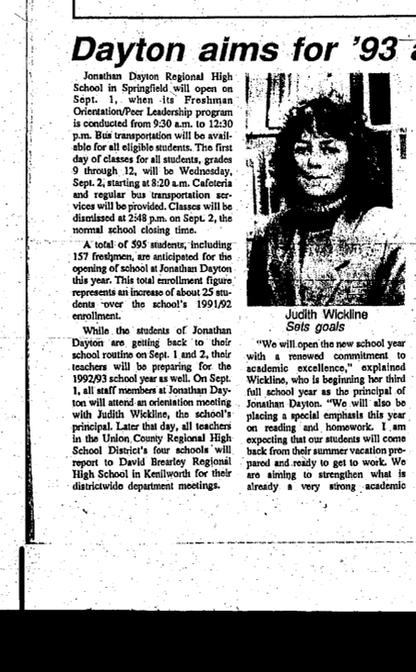 Dayton aims for '93
Jonathan Dayton Regional High
School in Springfield will open on
Sept. 1, when its Freshman
Orientation/Peer Leadership program
is conducted from 9:30 a.m. to 12:30
p.m. Bus transportation will be avail-
able for all eligible students. The first
day of classes for all students, grades
9 through 12, will be Wednesday,
Sept. 2, starting at 8:20 a.m. Cafeteria
and regular bus transportation ser-
vices will be provided. Classes will be
dismissed at 2:48 p.m. on Sept. 2, the
normal school closing time.
A total of 595 students, including
157 freshmen, are anticipated for the
opening of school at Jonathan Dayton
this year. This total enrollment figure
represents an increase of about 25 stu-
dents over the school's 1991/92
enrollment.
While the students of Jonathan
Dayton are getting back to their
school routine on Sept. 1 and 2, their
teachers will be preparing for the
1992/93 school year as well. On Sept.
1, all staff members at Jonathan Day-
ton will attend an orientation meeting
with Judith Wickline, the school's
principal. Later that day, all teachers
in the Union County Regional High
School District's four schools will
report to David Brearley Regional
High School in Kenilworth for their
districtwide department meetings.
Judith Wickline
Sets goals
"We will open the new school year
with a renewed commitment to
academic excellence," explained
Wickline, who is beginning her third
full school year as the principal of
Jonathan Dayton. "We will also be
placing a special emphasis this year
on reading and homework. I am
expecting that our students will come
back from their summer vacation pre-
pared and ready to get to work. We
are aiming to strengthen what is
already a very strong academic